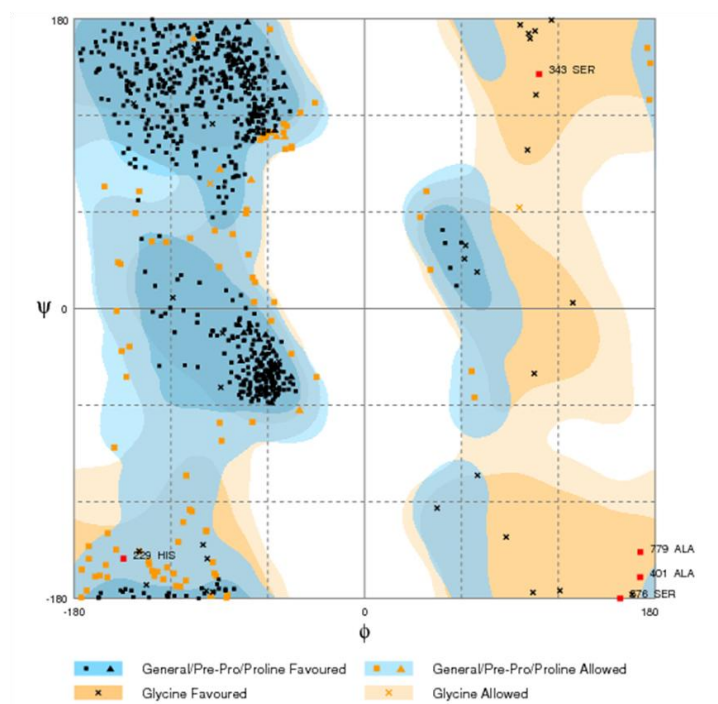 180
343 SER
ψ
0
229 HIS
779 ALA
401 ALA
676 SER
-180
-180
0
180
ϕ
General/Pre-Pro/Proline Favoured
General/Pre-Pro/Proline Allowed
Glycine Favoured
Glycine Allowed